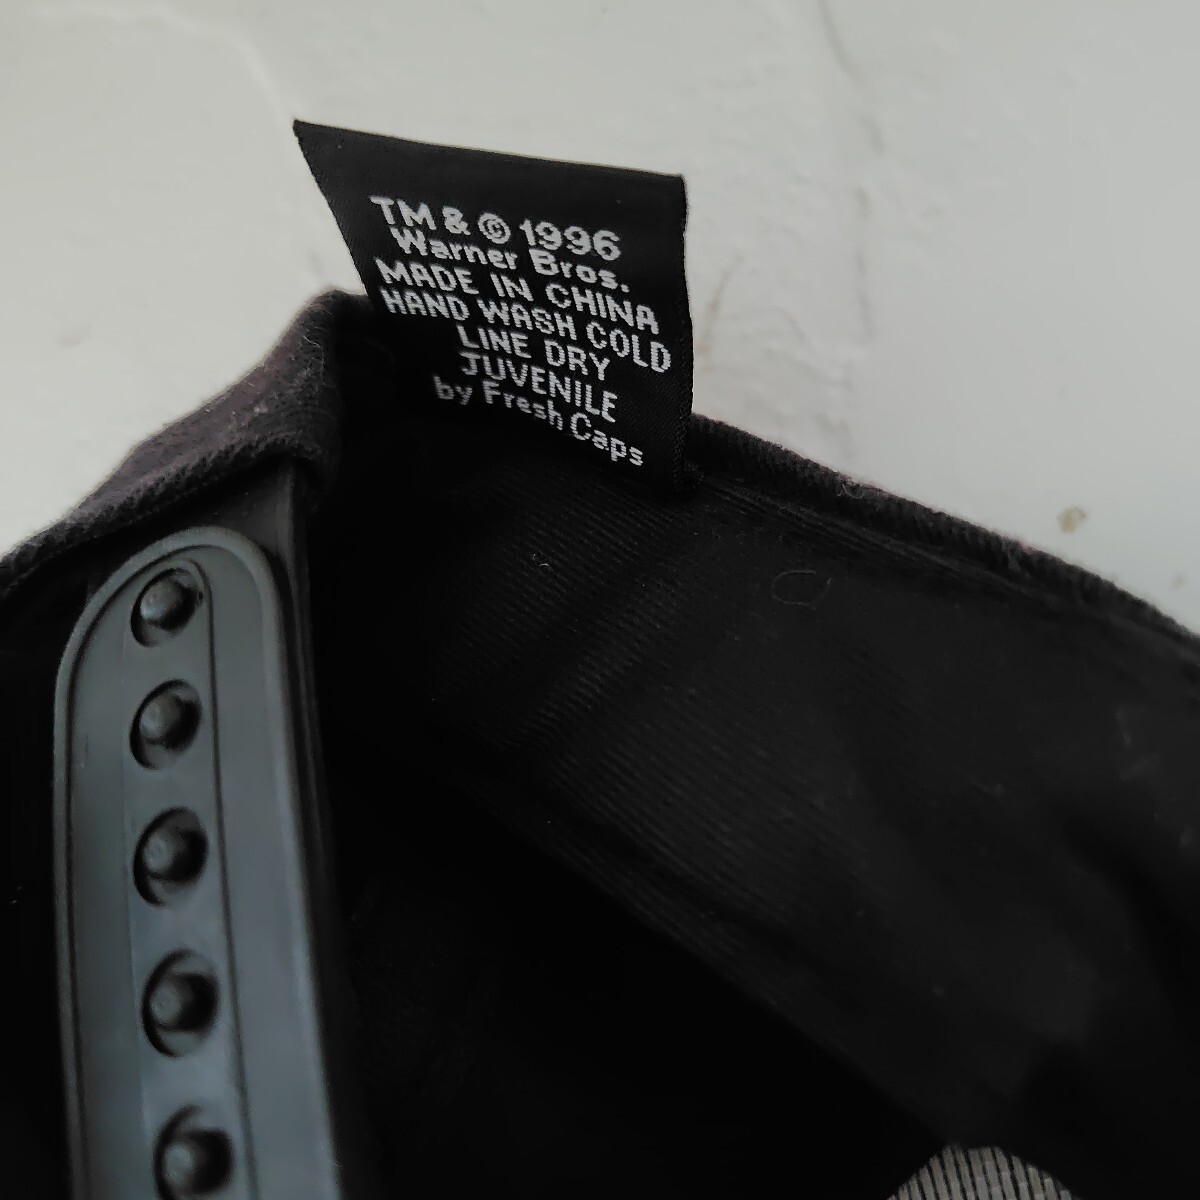 TM & © 1996
Warner Bros.
MADE IN CHINA
HAND WASH COLD
LINE DRY
JUVENILE
by Fresh Caps